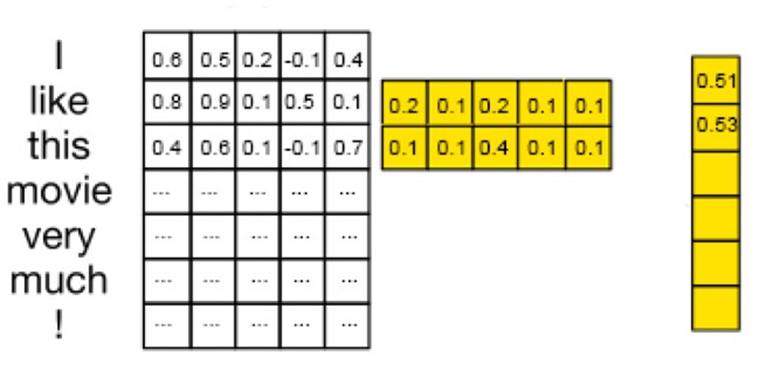 I 0.6 0.5 0.2 -0.1 0.4
like 0.8 0.9 0.1 0.5 0.1 0.2 0.1 0.2 0.1 0.1
this 0.4 0.6 0.1 -0.1 0.7 0.1 0.1 0.4 0.1 0.1
movie ... ... ... ... ...
very ... ... ... ... ...
much ... ... ... ... ...
! ... ... ... ... ...
0.51
0.53